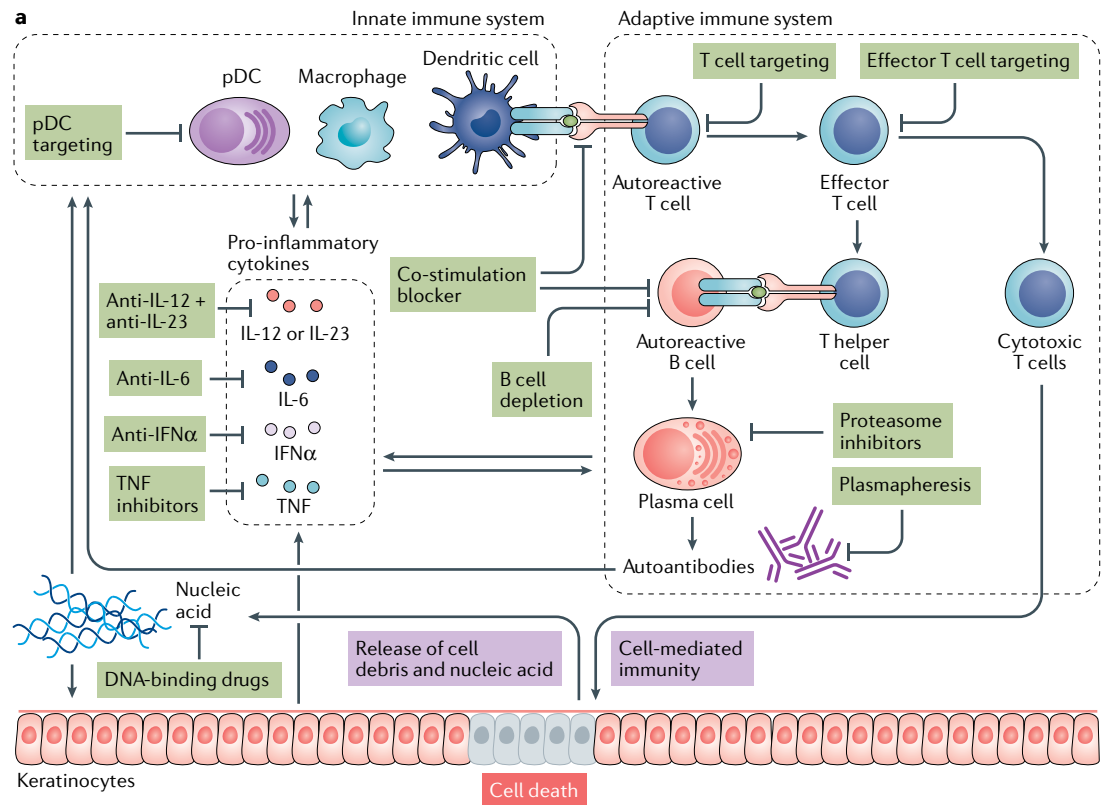 a
Innate immune system
Adaptive immune system
pDC
Macrophage
Dendritic cell
T cell targeting
Effector T cell targeting
pDC
targeting
Autoreactive
T cell
Effector
T cell
Pro-inflammatory
cytokines
Co-stimulation
blocker
Anti-IL-12 +
anti-IL-23
IL-12 or IL-23
Autoreactive
B cell
T helper
cell
Cytotoxic
T cells
Anti-IL-6
IL-6
B cell
depletion
Anti-IFNα
IFNα
Proteasome
inhibitors
TNF
inhibitors
TNF
Plasma cell
Plasmapheresis
Autoantibodies
Nucleic
acid
Release of cell
debris and nucleic acid
Cell-mediated
immunity
DNA-binding drugs
Keratinocytes
Cell death